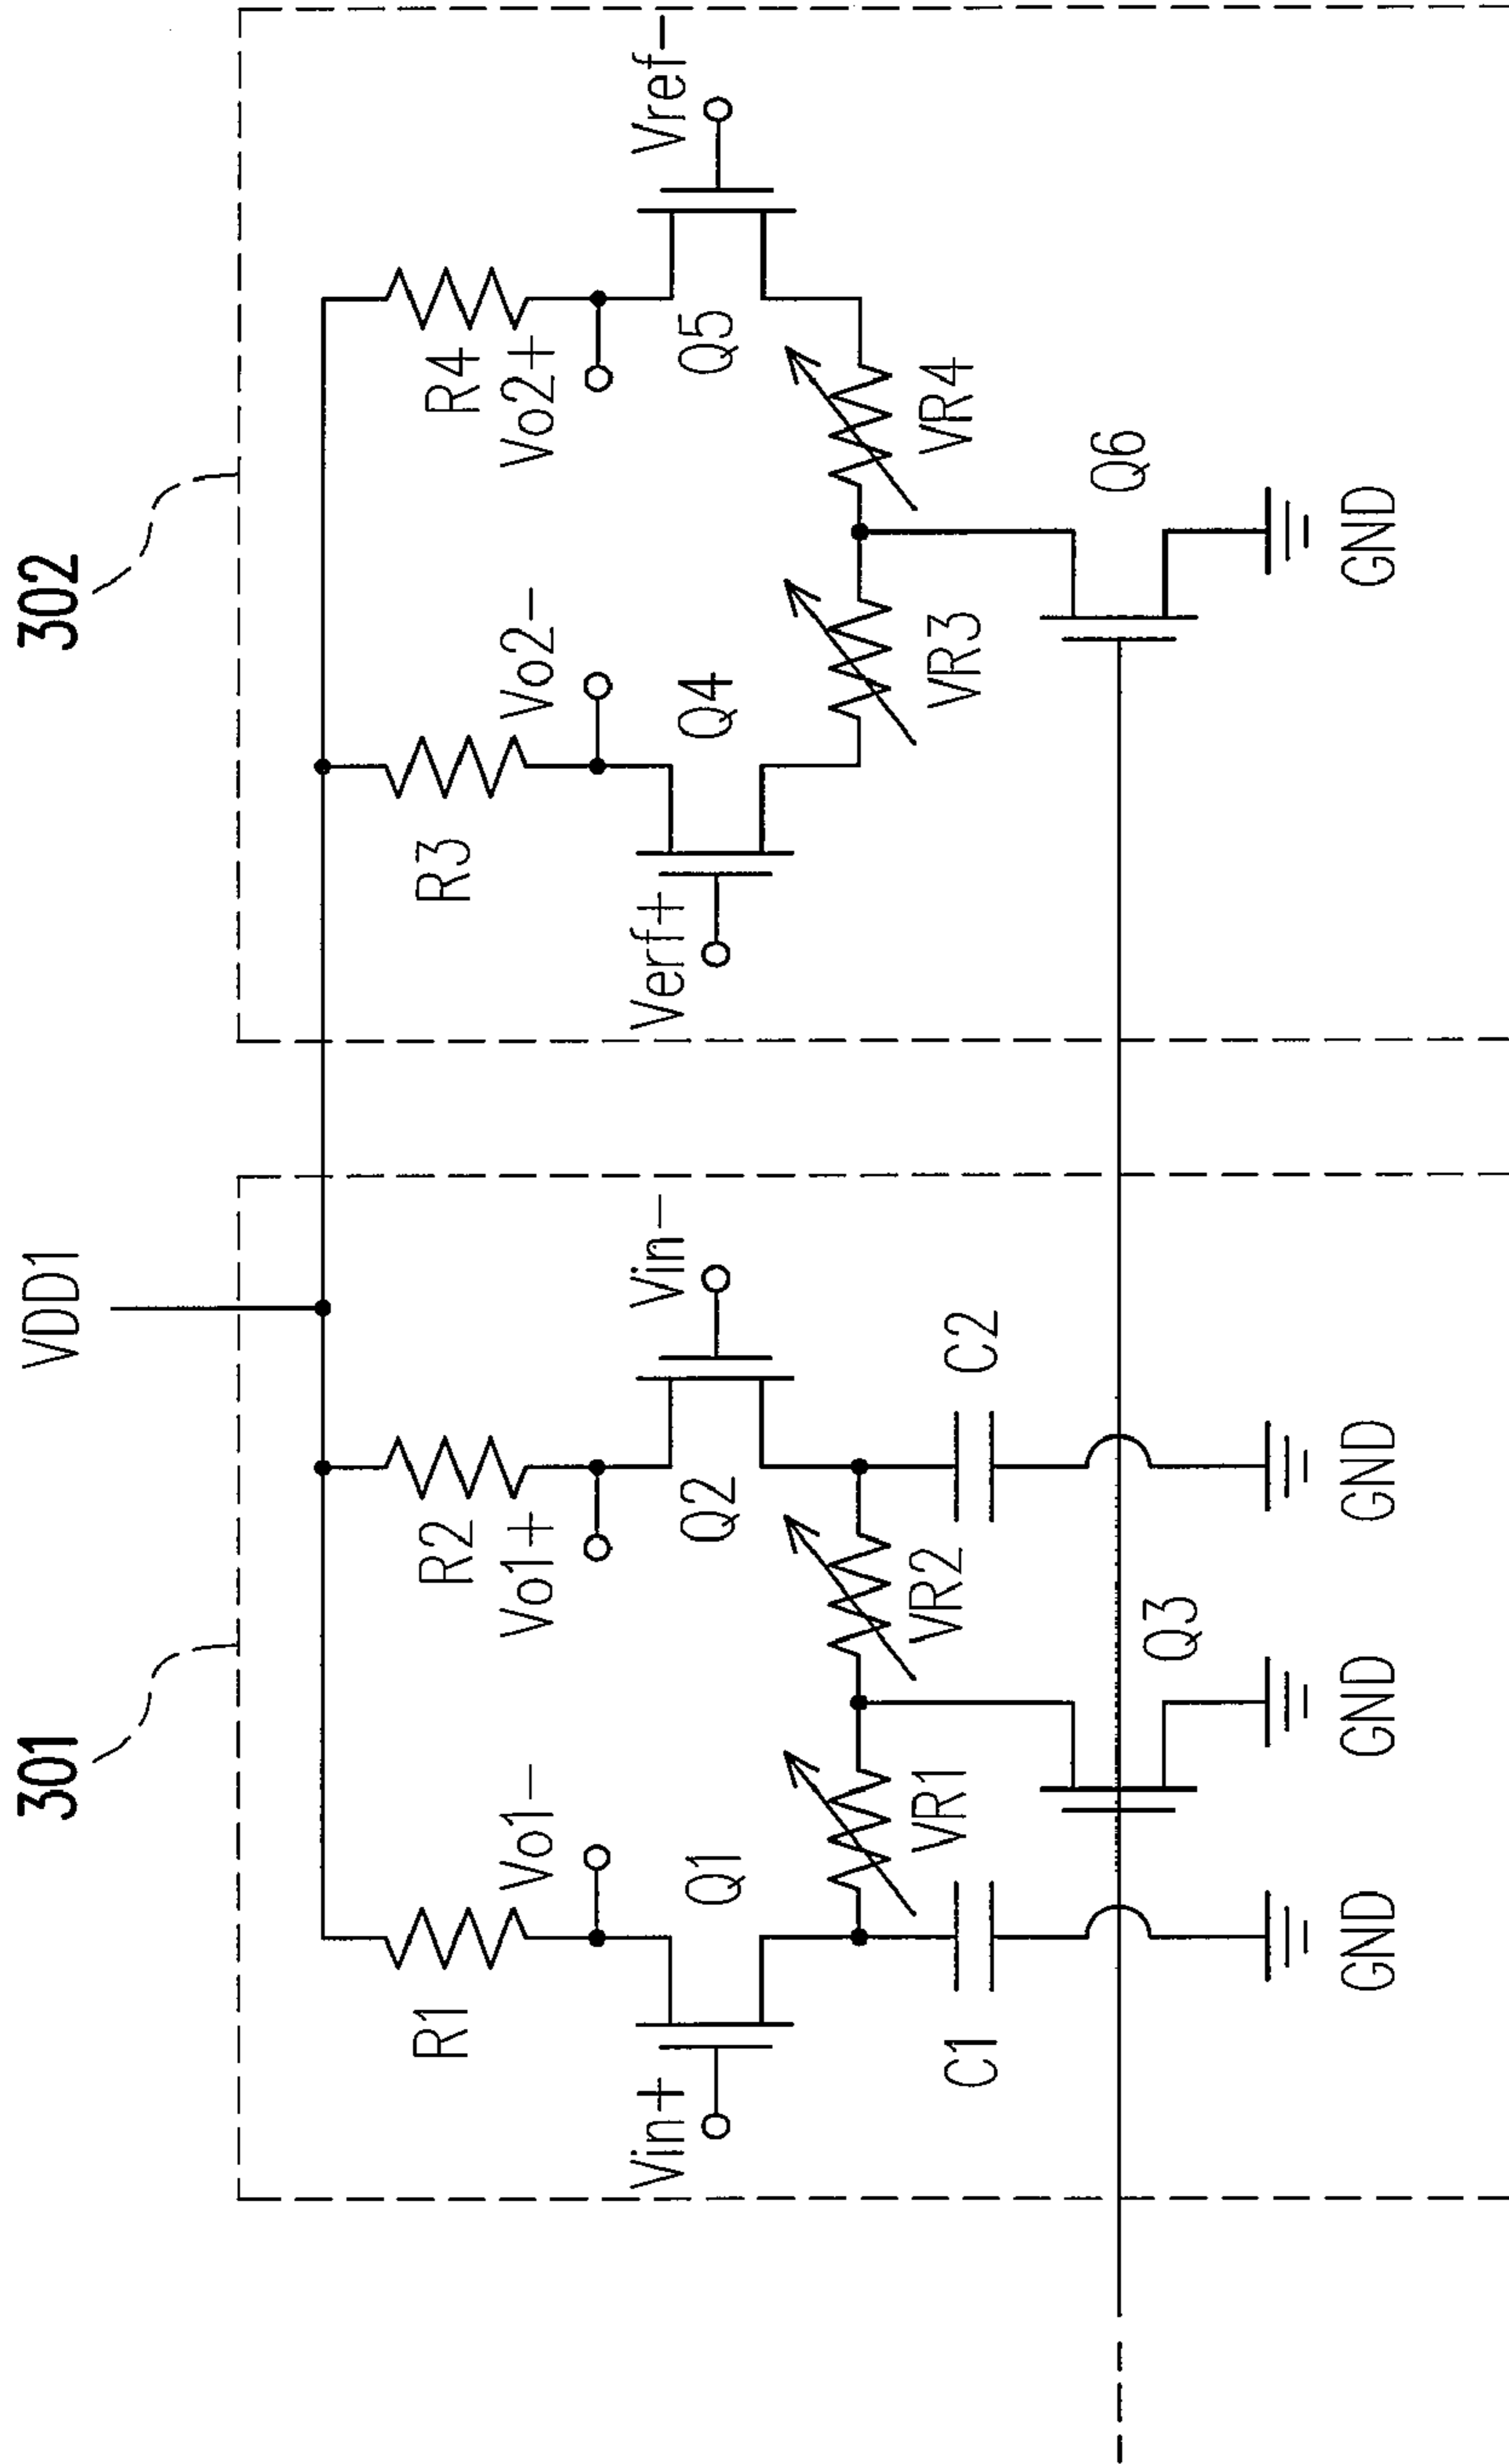 301
VDD1
302
R1
R2
R3
R4
Vo1-
Vo1+
Vo2-
Vo2+
Vin+
Q1
Q2
Vin-
Verf+
Q4
Q5
Vref-
C1
VR1
VR2
C2
VR3
VR4
Q3
Q6
GND
GND
GND
GND